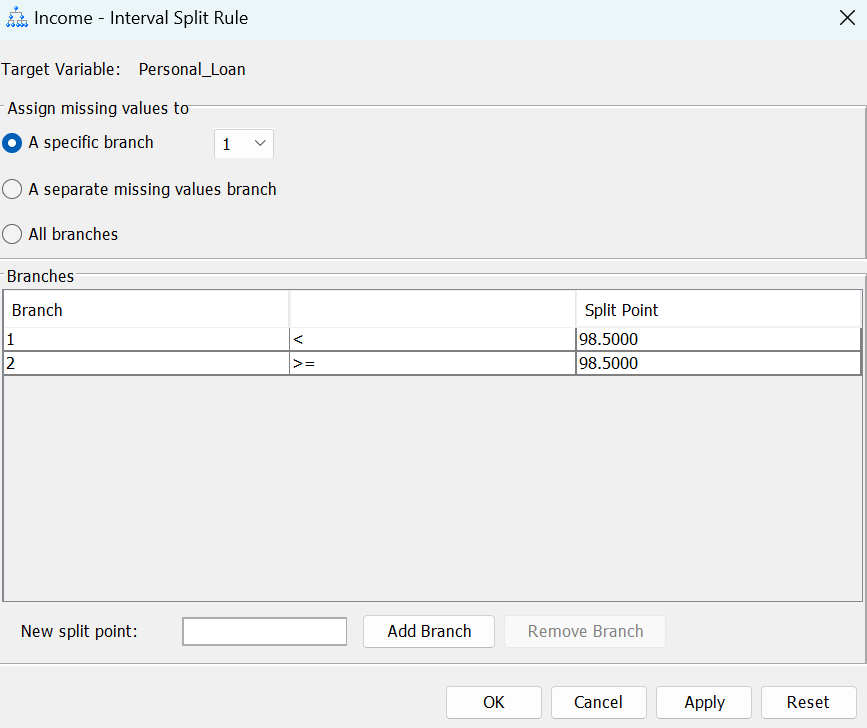 Income - Interval Split Rule
Target Variable: Personal_Loan
Assign missing values to
A specific branch 1
A separate missing values branch
All branches
Branches
Branch Split Point
1 < 98.5000
2 >= 98.5000
New split point: Add Branch Remove Branch
OK Cancel Apply Reset